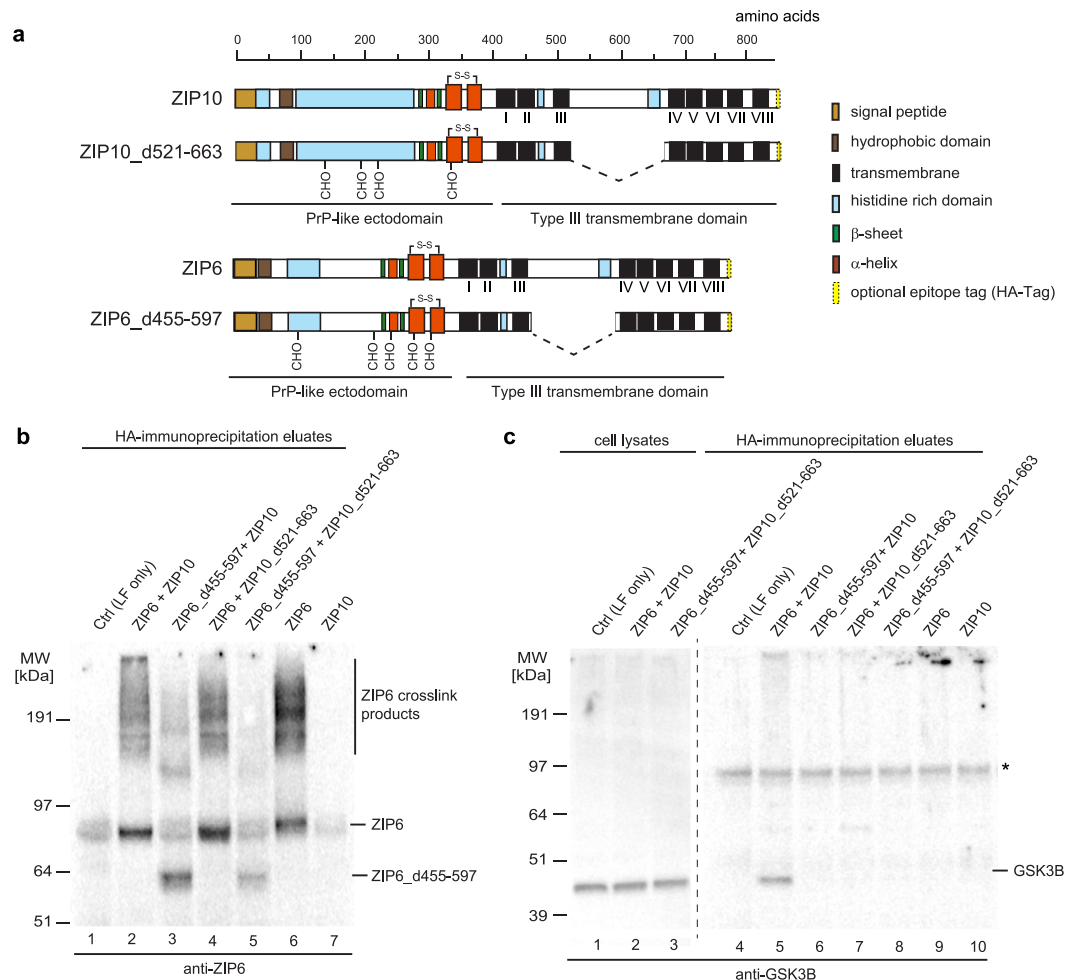 amino acids
a
0 100 200 300 400 500 600 700 800
S-S
ZIP10
I II III IV V VI VII VIII
S-S
ZIP10_d521-663
CHO CHO CHO CHO
PrP-like ectodomain Type III transmembrane domain
S-S
ZIP6
I II III IV V VI VII VIII
S-S
ZIP6_d455-597
CHO CHO CHO CHO CHO
PrP-like ectodomain Type III transmembrane domain
signal peptide
hydrophobic domain
transmembrane
histidine rich domain
β-sheet
α-helix
optional epitope tag (HA-Tag)
b
HA-immunoprecipitation eluates
Ctrl (LF only)
ZIP6 + ZIP10
ZIP6_d455-597+ ZIP10
ZIP6 + ZIP10_d521-663
ZIP6_d455-597 + ZIP10_d521-663
ZIP6
ZIP10
MW
[kDa]
191
97
64
51
ZIP6 crosslink
products
ZIP6
ZIP6_d455-597
1 2 3 4 5 6 7
anti-ZIP6
c
cell lysates HA-immunoprecipitation eluates
Ctrl (LF only)
ZIP6 + ZIP10
ZIP6_d455-597+ ZIP10_d521-663
Ctrl (LF only)
ZIP6 + ZIP10
ZIP6_d455-597+ ZIP10
ZIP6 + ZIP10_d521-663
ZIP6_d455-597 + ZIP10_d521-663
ZIP6
ZIP10
MW
[kDa]
191
97
64
51
39
*
GSK3B
1 2 3 4 5 6 7 8 9 10
anti-GSK3B